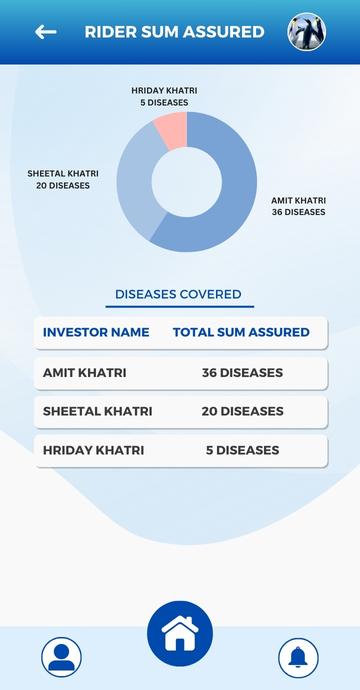 RIDER SUM ASSURED
HRIDAY KHATRI
5 DISEASES
SHEETAL KHATRI
20 DISEASES
AMIT KHATRI
36 DISEASES
DISEASES COVERED
INVESTOR NAME TOTAL SUM ASSURED
AMIT KHATRI 36 DISEASES
SHEETAL KHATRI 20 DISEASES
HRIDAY KHATRI 5 DISEASES